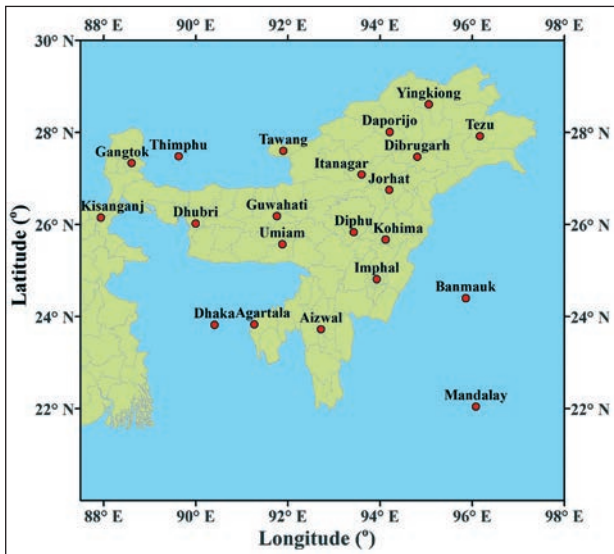 88° E 90° E 92° E 94° E 96° E 98° E
30° N
Yingkiong
Daporijo Tezu
28° N 28° N
Thimphu Tawang Dibrugarh
Gangtok Itanagar
Jorhat
Kisanganj Dhubri Guwahati Diphu Kohima
26° N 26° N
Umiam
Imphal
Banmauk
24° N Dhaka Agartala Aizwal 24° N
Mandalay
22° N 22° N
Latitude (°)
88° E 90° E 92° E 94° E 96° E 98° E
Longitude (°)